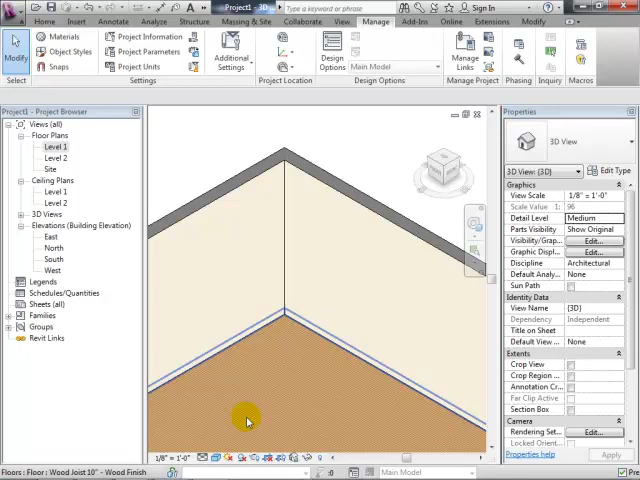 Project1 - 3D ...
Type a keyword or phrase
Sign In
Home
Insert
Annotate
Analyze
Structure
Massing & Site
Collaborate
View
Manage
Add-Ins
Online
Extensions
Modify
Modify
Select
Materials
Object Styles
Snaps
Project Information
Project Parameters
Project Units
Settings
Additional
Settings
Project Location
Design
Options
Main Model
Design Options
Manage
Links
Manage Project
Phasing
Inquiry
Macros
Project1 - Project Browser
Views (all)
Floor Plans
Level 1
Level 2
Site
Ceiling Plans
Level 1
Level 2
3D Views
Elevations (Building Elevation)
East
North
South
West
Legends
Schedules/Quantities
Sheets (all)
Families
Groups
Revit Links
Properties
3D View
3D View: {3D}
Edit Type
Graphics
View Scale 1/8" = 1'-0"
Scale Value 1: 96
Detail Level Medium
Parts Visibility Show Original
Visibility/Grap... Edit...
Graphic Displ... Edit...
Discipline Architectural
Default Analy... None
Sun Path
Identity Data
View Name {3D}
Dependency Independent
Title on Sheet
Default View ... None
Extents
Crop View
Crop Region ...
Annotation Cr...
Far Clip Active
Section Box
Camera
Rendering Set... Edit...
Locked Orient...
Properties help
Apply
1/8" = 1'-0"
Floors : Floor : Wood Joist 10" - Wood Finish
:0
Main Model
Pre